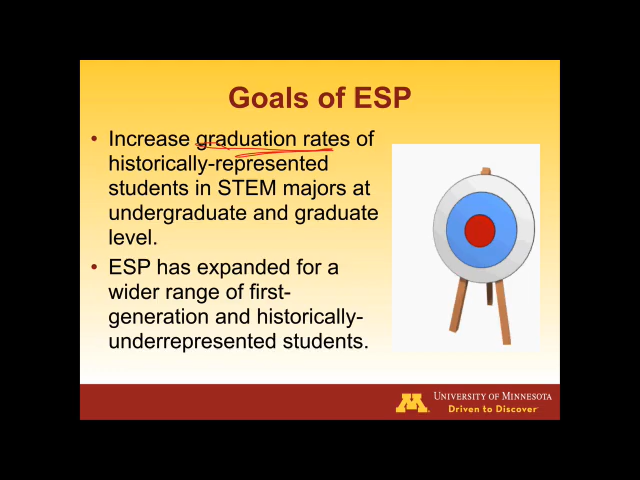 Goals of ESP
• Increase graduation rates of
historically-represented
students in STEM majors at
undergraduate and graduate
level.
• ESP has expanded for a
wider range of first-
generation and historically-
underrepresented students.
M
UNIVERSITY OF MINNESOTA
Driven to Discover